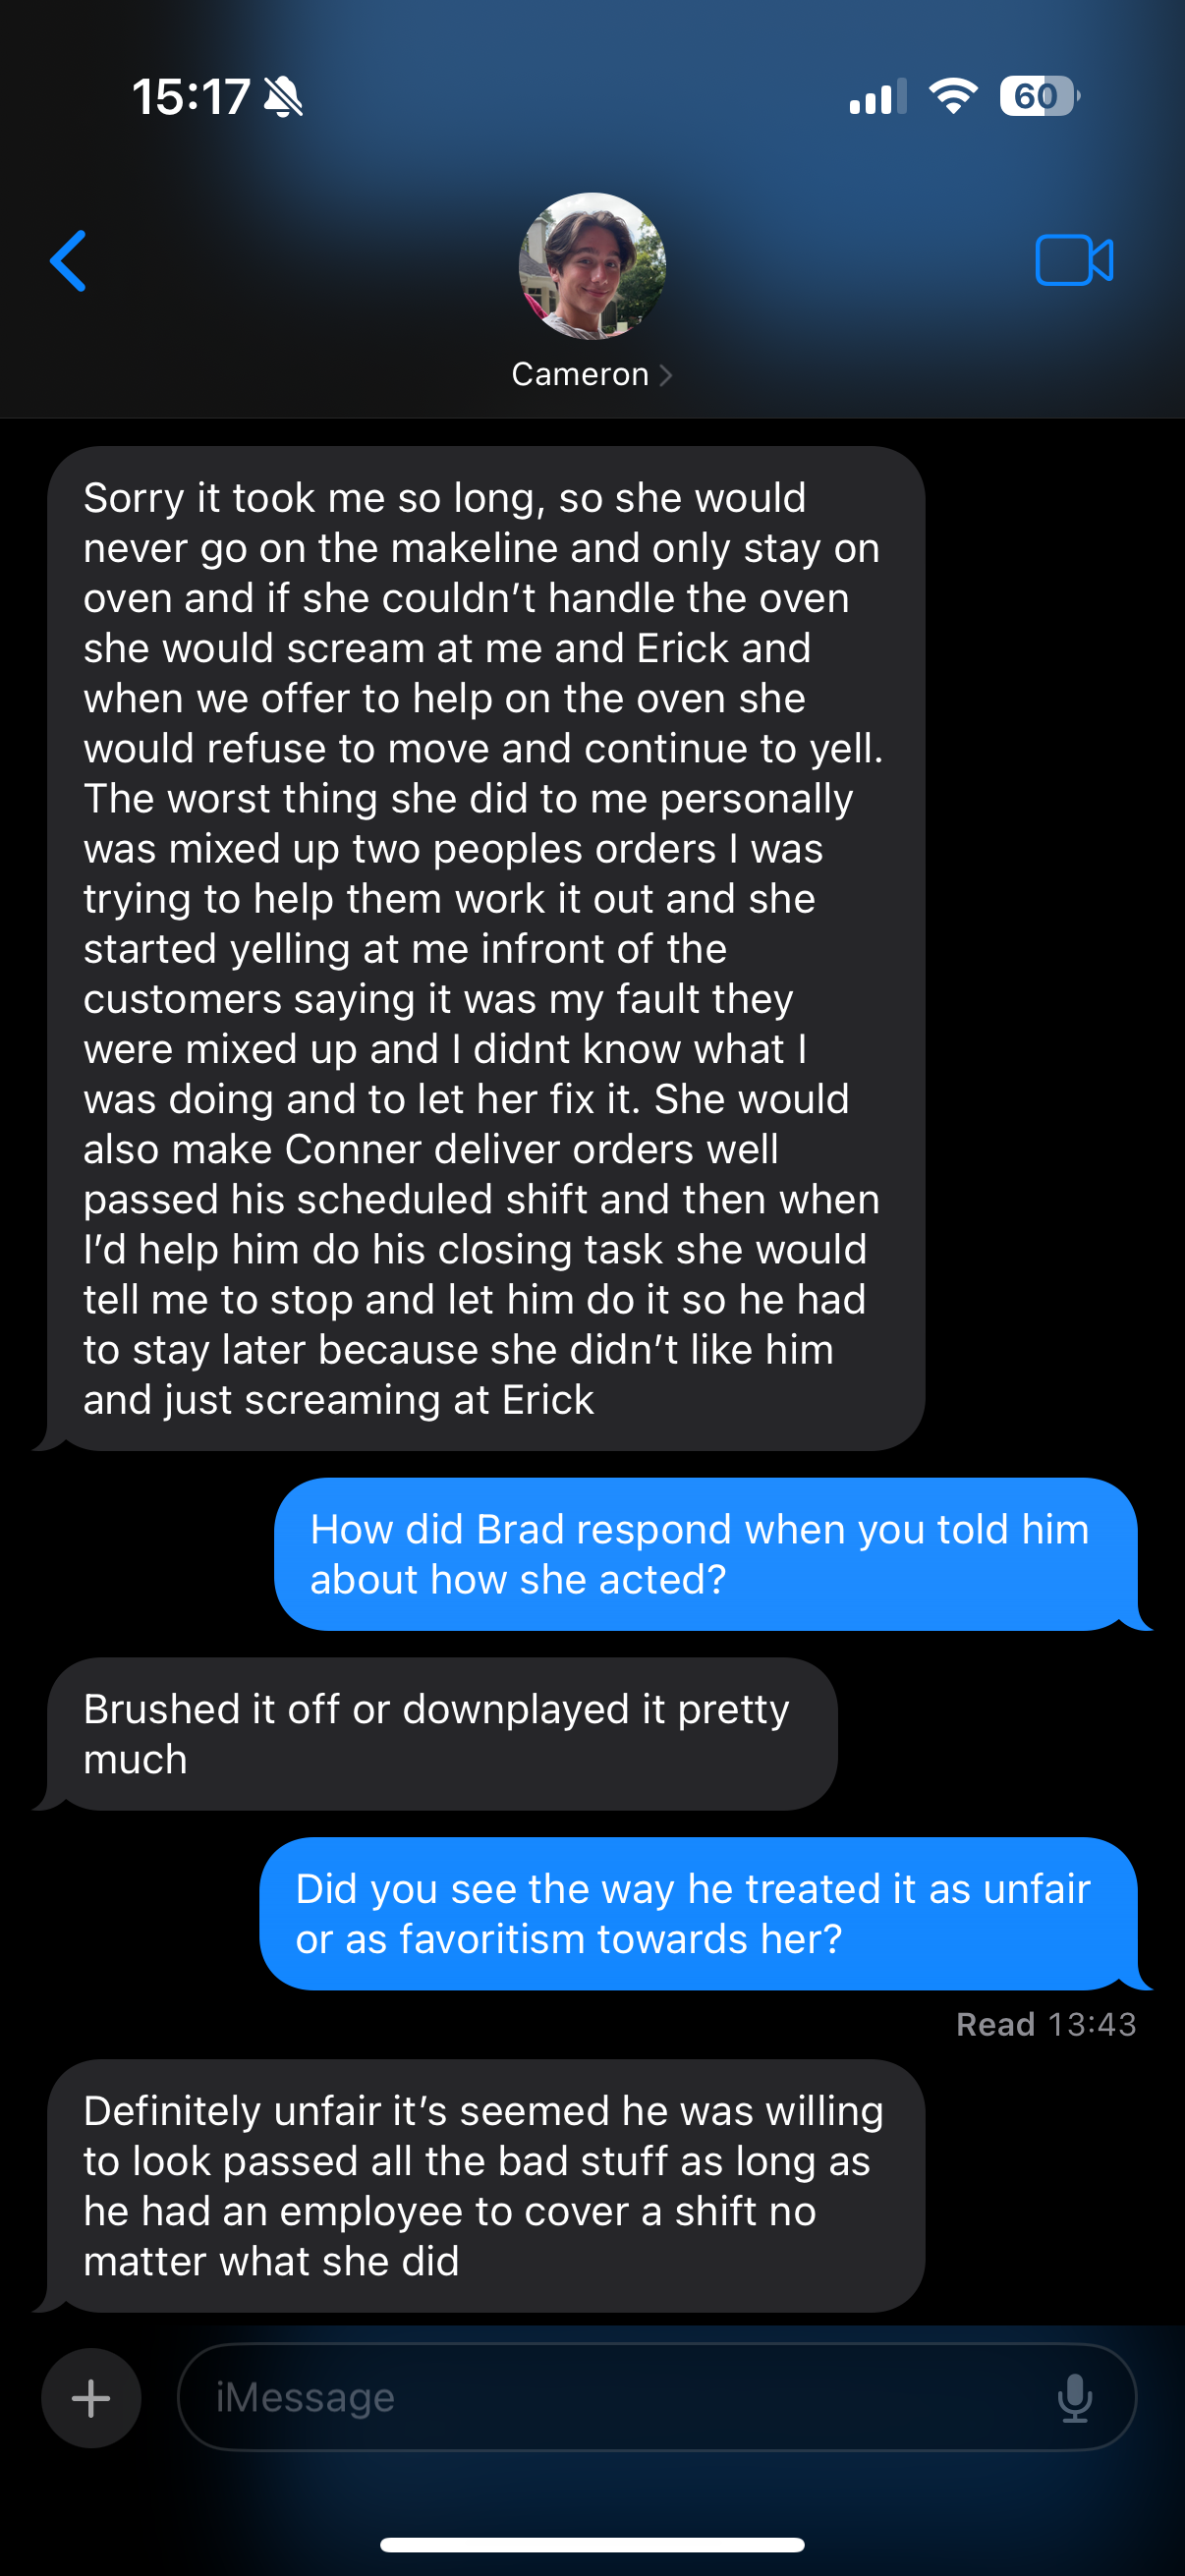 15:17
60
Cameron
Sorry it took me so long, so she would
never go on the makeline and only stay on
oven and if she couldn’t handle the oven
she would scream at me and Erick and
when we offer to help on the oven she
would refuse to move and continue to yell.
The worst thing she did to me personally
was mixed up two peoples orders I was
trying to help them work it out and she
started yelling at me infront of the
customers saying it was my fault they
were mixed up and I didnt know what I
was doing and to let her fix it. She would
also make Conner deliver orders well
passed his scheduled shift and then when
I’d help him do his closing task she would
tell me to stop and let him do it so he had
to stay later because she didn’t like him
and just screaming at Erick
How did Brad respond when you told him
about how she acted?
Brushed it off or downplayed it pretty
much
Did you see the way he treated it as unfair
or as favoritism towards her?
Read 13:43
Definitely unfair it’s seemed he was willing
to look passed all the bad stuff as long as
he had an employee to cover a shift no
matter what she did
iMessage